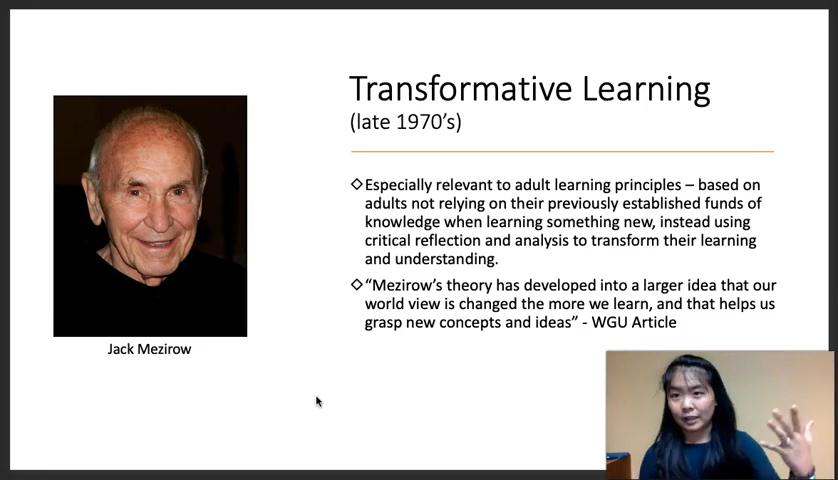 Transformative Learning
(late 1970’s)
◇Especially relevant to adult learning principles – based on
adults not relying on their previously established funds of
knowledge when learning something new, instead using
critical reflection and analysis to transform their learning
and understanding.
◇“Mezirow’s theory has developed into a larger idea that our
world view is changed the more we learn, and that helps us
grasp new concepts and ideas” - WGU Article
Jack Mezirow